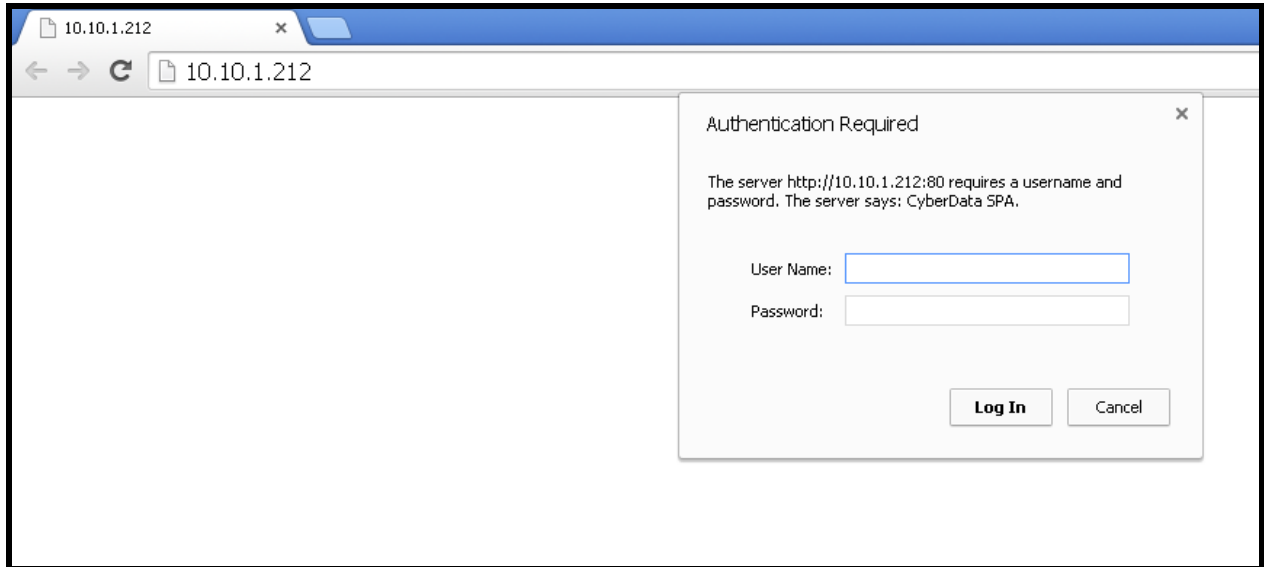 10.10.1.212
10.10.1.212
Authentication Required
The server http://10.10.1.212:80 requires a username and
password. The server says: CyberData SPA.
User Name:
Password:
Log In
Cancel